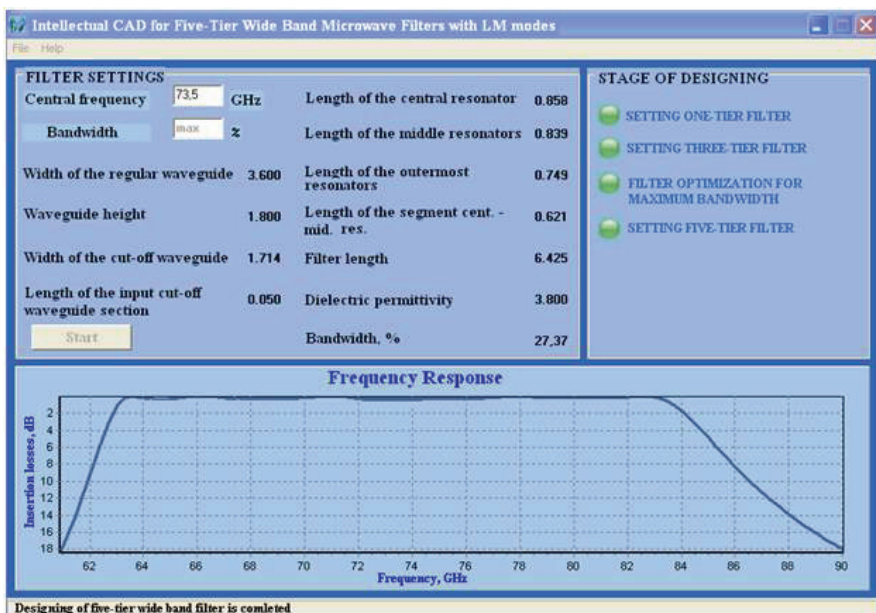 Intellectual CAD for Five-Tier Wide Band Microwave Filters with LM modes
File Help
FILTER SETTINGS
Central frequency 73,5 GHz
Bandwidth max %
Width of the regular waveguide 3.600
Waveguide height 1.800
Width of the cut-off waveguide 1.714
Length of the input cut-off
waveguide section 0.050
Start
Length of the central resonator 0.858
Length of the middle resonators 0.839
Length of the outermost
resonators 0.749
Length of the segment cent. -
mid. res. 0.621
Filter length 6.425
Dielectric permittivity 3.800
Bandwidth, % 27,37
STAGE OF DESIGNING
SETTING ONE-TIER FILTER
SETTING THREE-TIER FILTER
FILTER OPTIMIZATION FOR
MAXIMUM BANDWIDTH
SETTING FIVE-TIER FILTER
Frequency Response
Insertion losses, dB
2
4
6
8
10
12
14
16
18
62 64 66 68 70 72 74 76 78 80 82 84 86 88 90
Frequency, GHz
Designing of five-tier wide band filter is comleted